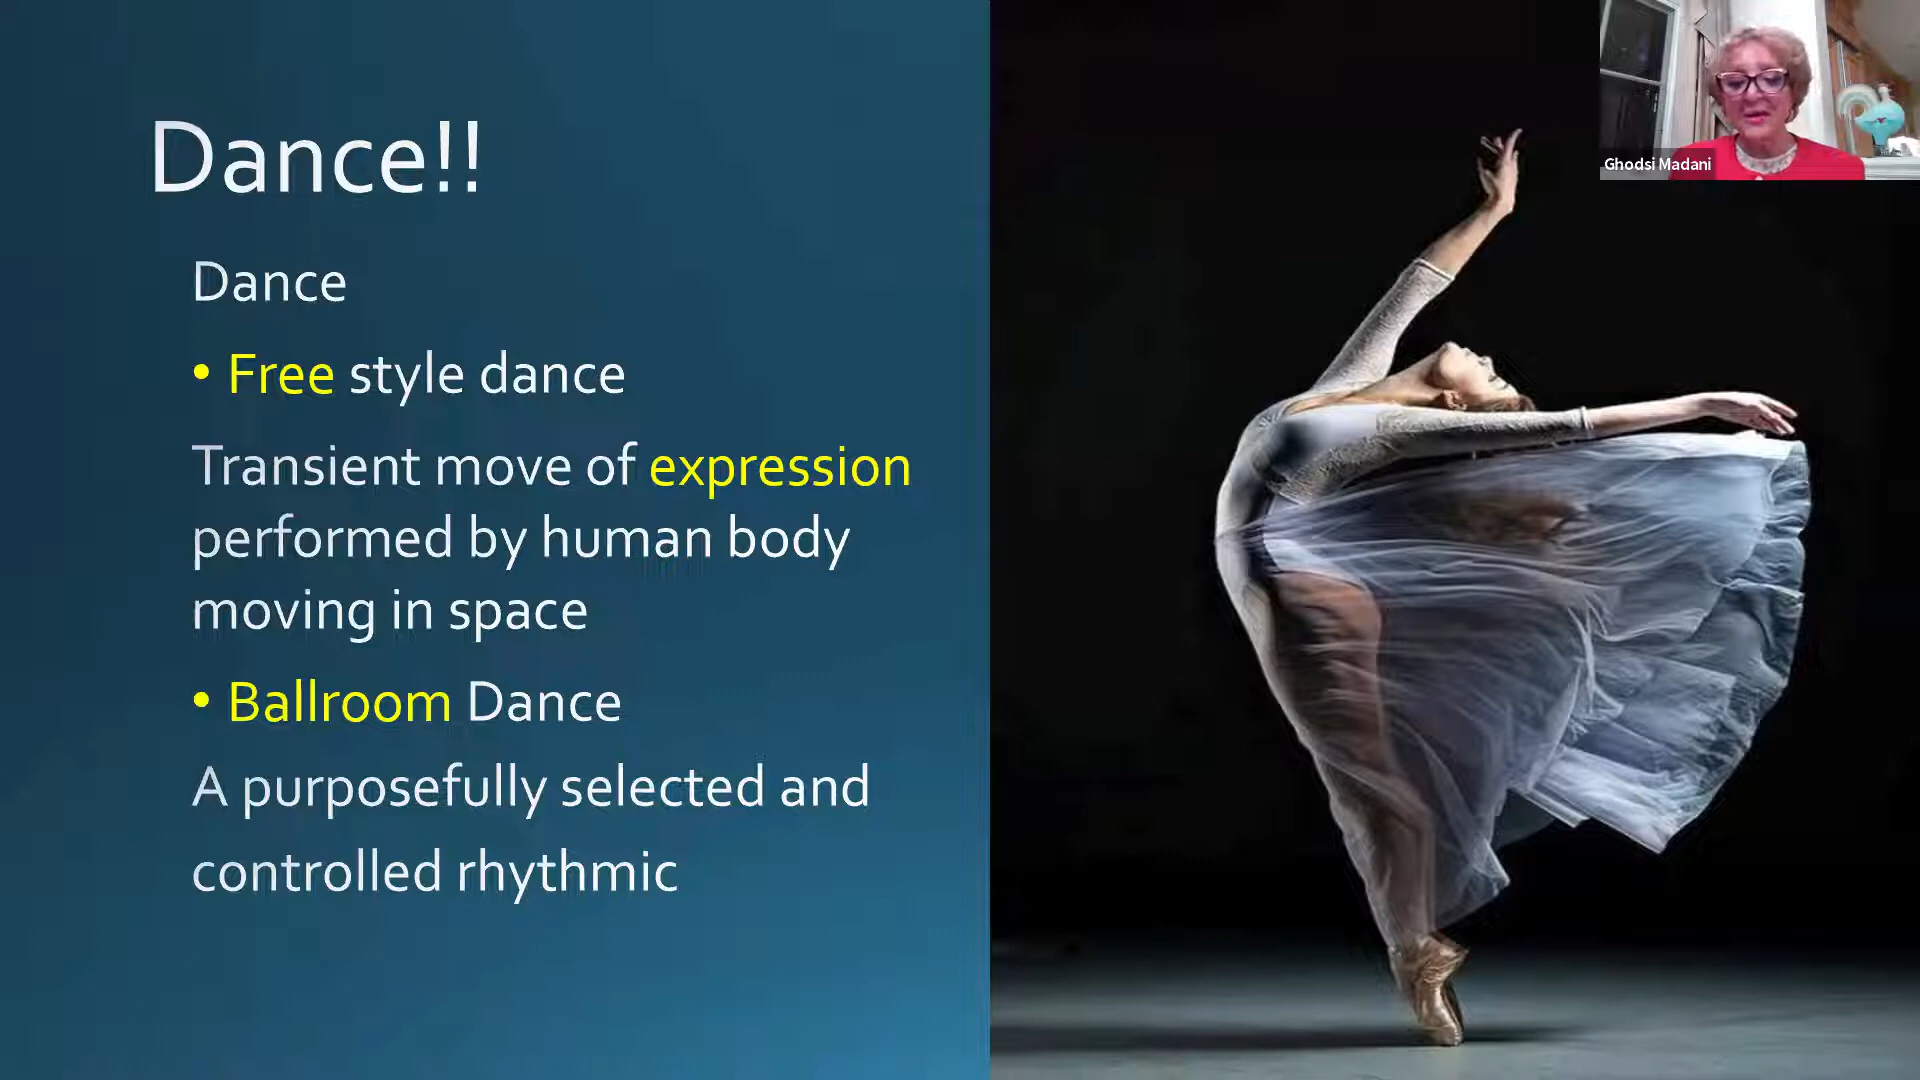 Dance!!
Dance
• Free style dance
Transient move of expression
performed by human body
moving in space
• Ballroom Dance
A purposefully selected and
controlled rhythmic
Ghodsi Madani